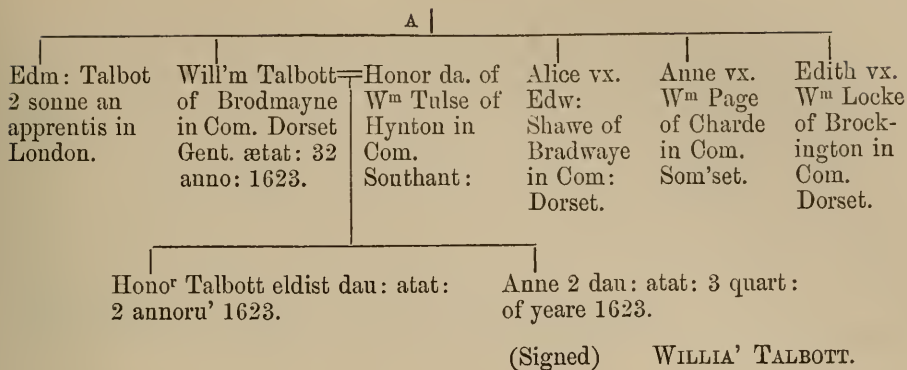 A
Edm: Talbot
2 sonne an
apprentis in
London.
Will'm Talbott
of Brodmayne
in Com. Dorset
Gent. ætat: 32
anno: 1623.
Honor da. of
Wᵐ Tulse of
Hynton in
Com.
Southant:
Alice vx.
Edw:
Shawe of
Bradwaye
in Com:
Dorset.
Anne vx.
Wᵐ Page
of Charde
in Com.
Som'set.
Edith vx.
Wᵐ Locke
of Brock-
ington in
Com.
Dorset.
Honoʳ Talbott eldist dau: atat:
2 annoru' 1623.
Anne 2 dau: atat: 3 quart:
of yeare 1623.
(Signed) WILLIA' TALBOTT.